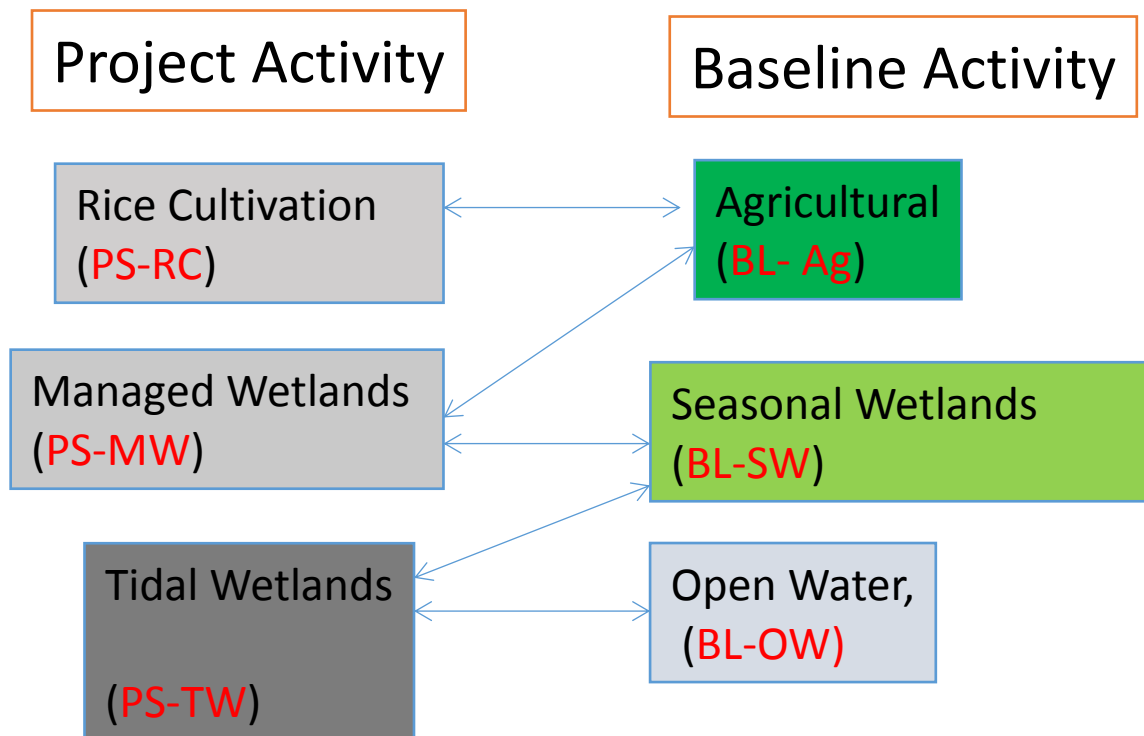 Project Activity
Baseline Activity
Rice Cultivation
(PS-RC)
Agricultural
(BL- Ag)
Managed Wetlands
(PS-MW)
Seasonal Wetlands
(BL-SW)
Tidal Wetlands
(PS-TW)
Open Water,
(BL-OW)